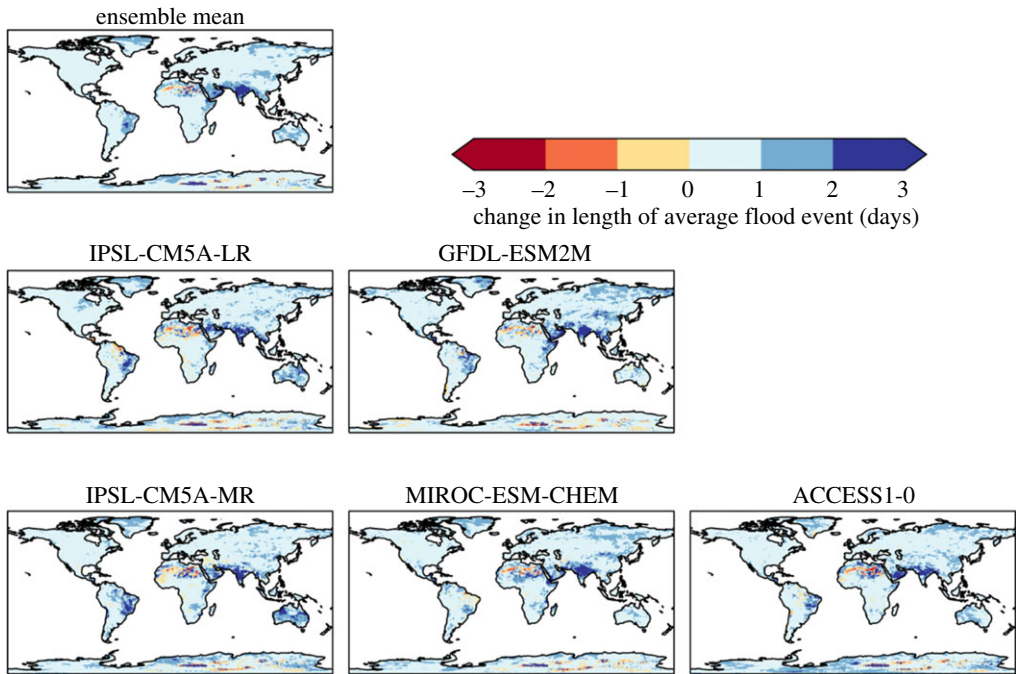 ensemble mean
−3 −2 −1 0 1 2 3
change in length of average flood event (days)
IPSL-CM5A-LR GFDL-ESM2M
IPSL-CM5A-MR MIROC-ESM-CHEM ACCESS1-0